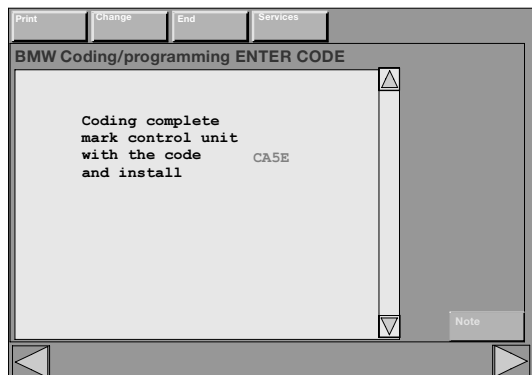 Print Change End Services
BMW Coding/programming ENTER CODE
Coding complete
mark control unit
with the code CA5E
and install
Note